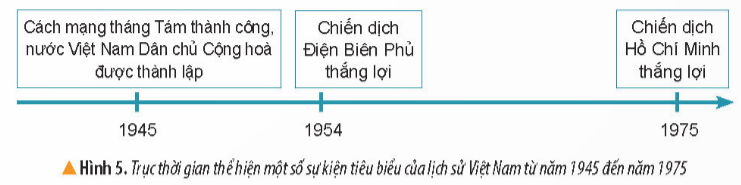 Cách mạng tháng Tám thành công,
nước Việt Nam Dân chủ Cộng hoà
được thành lập
Chiến dịch
Điện Biên Phủ
thắng lợi
Chiến dịch
Hồ Chí Minh
thắng lợi
1945
1954
1975
▲ Hình 5. Trục thời gian thể hiện một số sự kiện tiêu biểu của lịch sử Việt Nam từ năm 1945 đến năm 1975